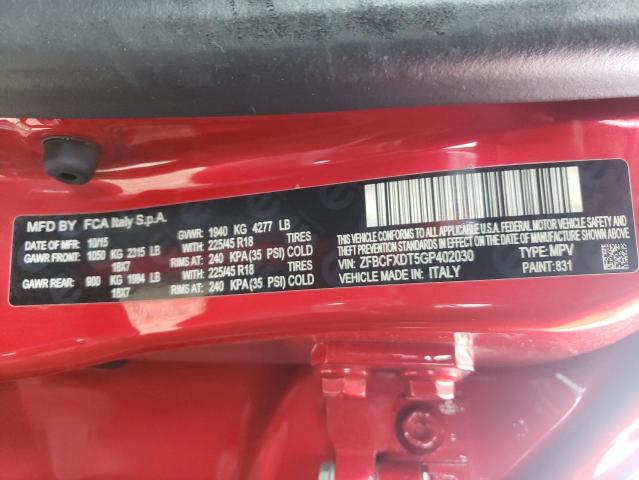 MFD BY FCA Italy S.p.A.
DATE OF MFR: 10/15 GVWR: 1940 KG 4277 LB
GAWR FRONT: 1050 KG 2315 LB WITH 225/45 R18 TIRES
18X7 RIMS AT: 240 KPA (35 PSI) COLD
GAWR REAR: 900 KG 1984 LB WITH 225/45 R18 TIRES
18X7 RIMS AT: 240 KPA (35 PSI) COLD
THIS VEHICLE CONFORMS TO ALL APPLICABLE U.S.A. FEDERAL MOTOR VEHICLE SAFETY AND
BUMPER AND THEFT PREVENTION STANDARDS IN EFFECT ON THE DATE OF MFR SHOWN ABOVE
VIN: ZFBCFXDT5GP402030 TYPE: MPV
VEHICLE MADE IN: ITALY PAINT: 831